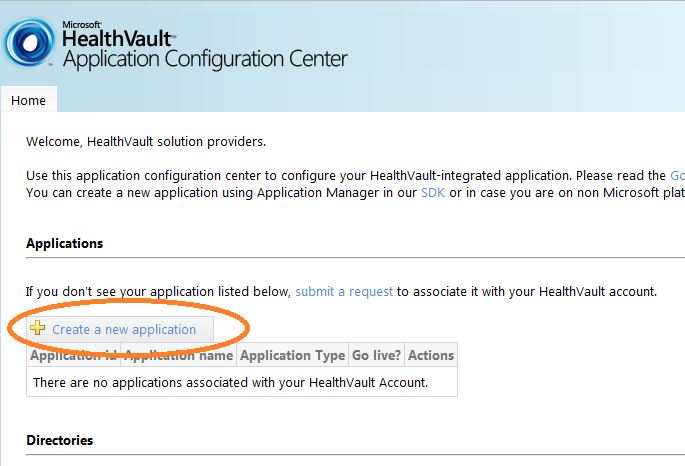 Microsoft®
HealthVault™
Application Configuration Center
Home
Welcome, HealthVault solution providers.
Use this application configuration center to configure your HealthVault-integrated application. Please read the Go
You can create a new application using Application Manager in our SDK or in case you are on non Microsoft plat
Applications
If you don't see your application listed below, submit a request to associate it with your HealthVault account.
Create a new application
Application id Application name Application Type Go live? Actions
There are no applications associated with your HealthVault Account.
Directories